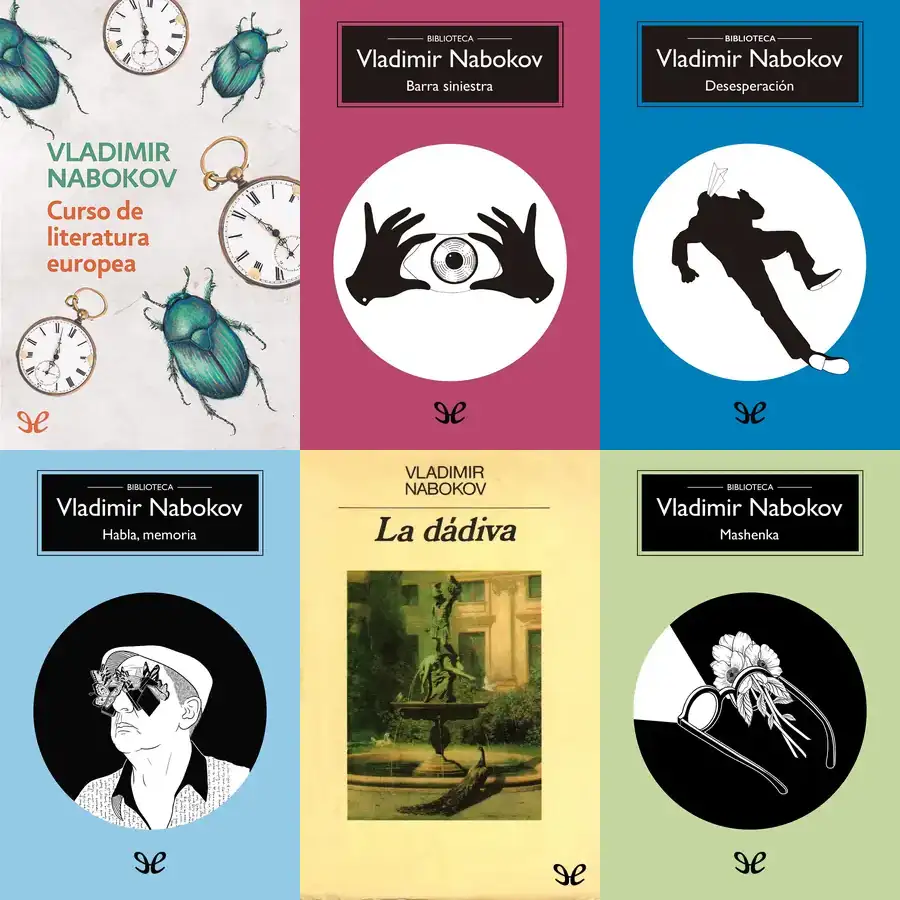 VLADIMIR
NABOKOV
Curso de
literatura
europea
BIBLIOTECA
Vladimir Nabokov
Barra siniestra
BIBLIOTECA
Vladimir Nabokov
Desesperación
BIBLIOTECA
Vladimir Nabokov
Habla, memoria
VLADIMIR
NABOKOV
La dádiva
BIBLIOTECA
Vladimir Nabokov
Mashenka